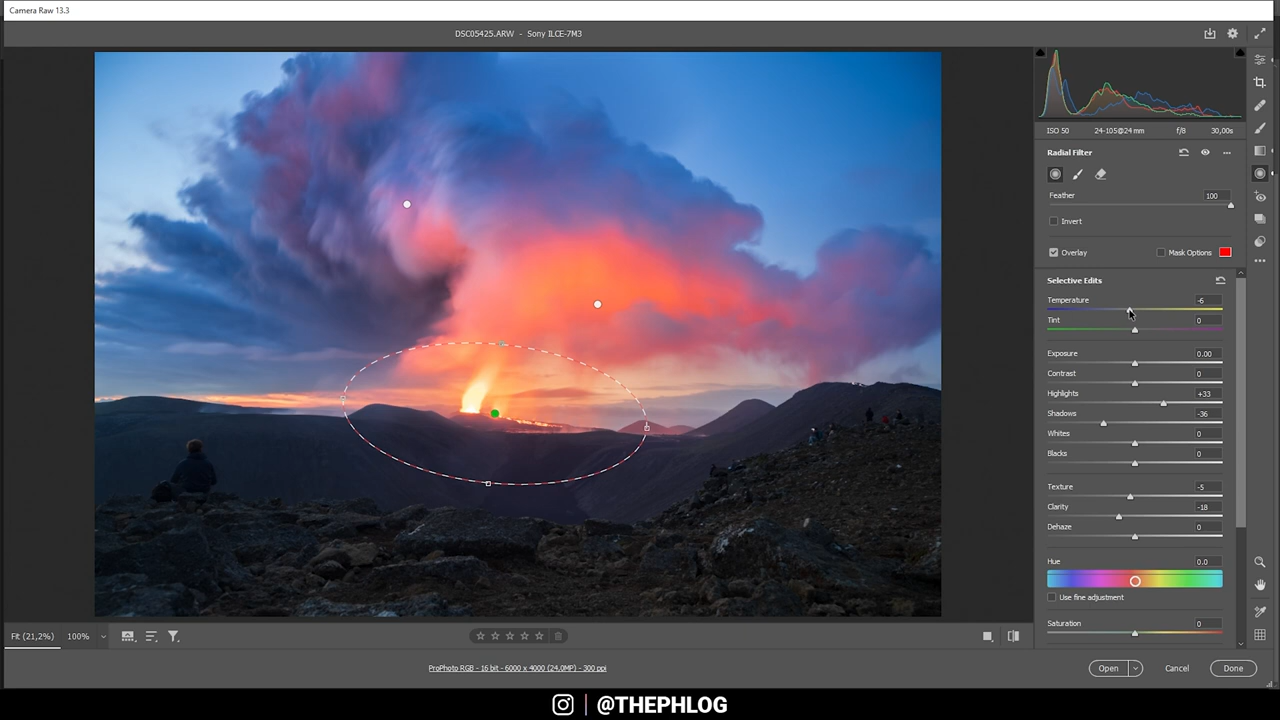 Camera Raw 13.3
DSC05425.ARW - Sony ILCE-7M3
ISO 50 24-105@24 mm f/8 30,00s
Radial Filter
Feather 100
Invert
Overlay Mask Options
Selective Edits
Temperature -6
Tint 0
Exposure 0.00
Contrast 0
Highlights +33
Shadows -36
Whites 0
Blacks 0
Texture -5
Clarity -18
Dehaze 0
Hue 0.0
Use fine adjustment
Saturation 0
Fit (21,2%) 100%
ProPhoto RGB - 16 bit - 6000 x 4000 (24.0MP) - 300 ppi
Open Cancel Done
@THEPHLOG